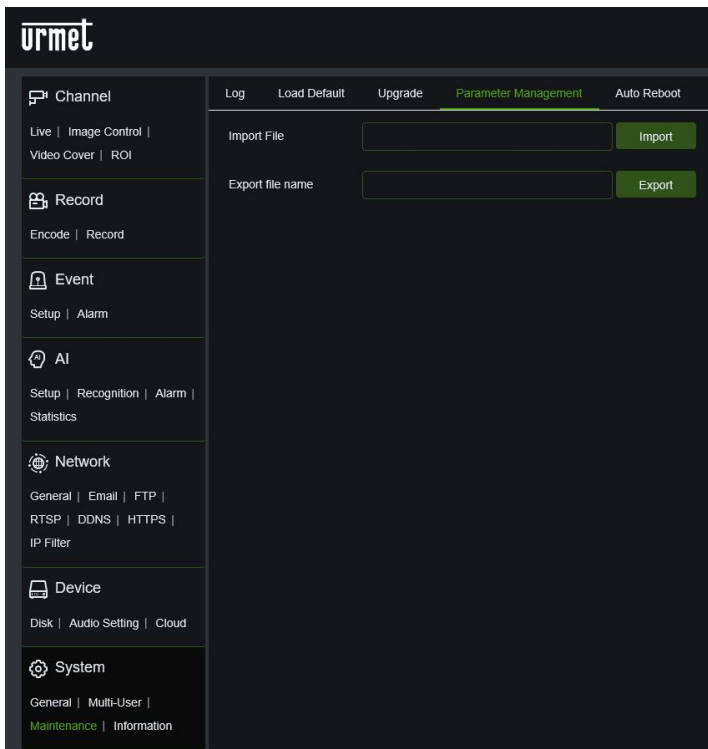 urmet
Channel
Live | Image Control |
Video Cover | ROI
Record
Encode | Record
Event
Setup | Alarm
AI
AI
Setup | Recognition | Alarm |
Statistics
Network
General | Email | FTP |
RTSP | DDNS | HTTPS |
IP Filter
Device
Disk | Audio Setting | Cloud
System
General | Multi-User |
Maintenance | Information
Log Load Default Upgrade Parameter Management Auto Reboot
Import File Import
Export file name Export